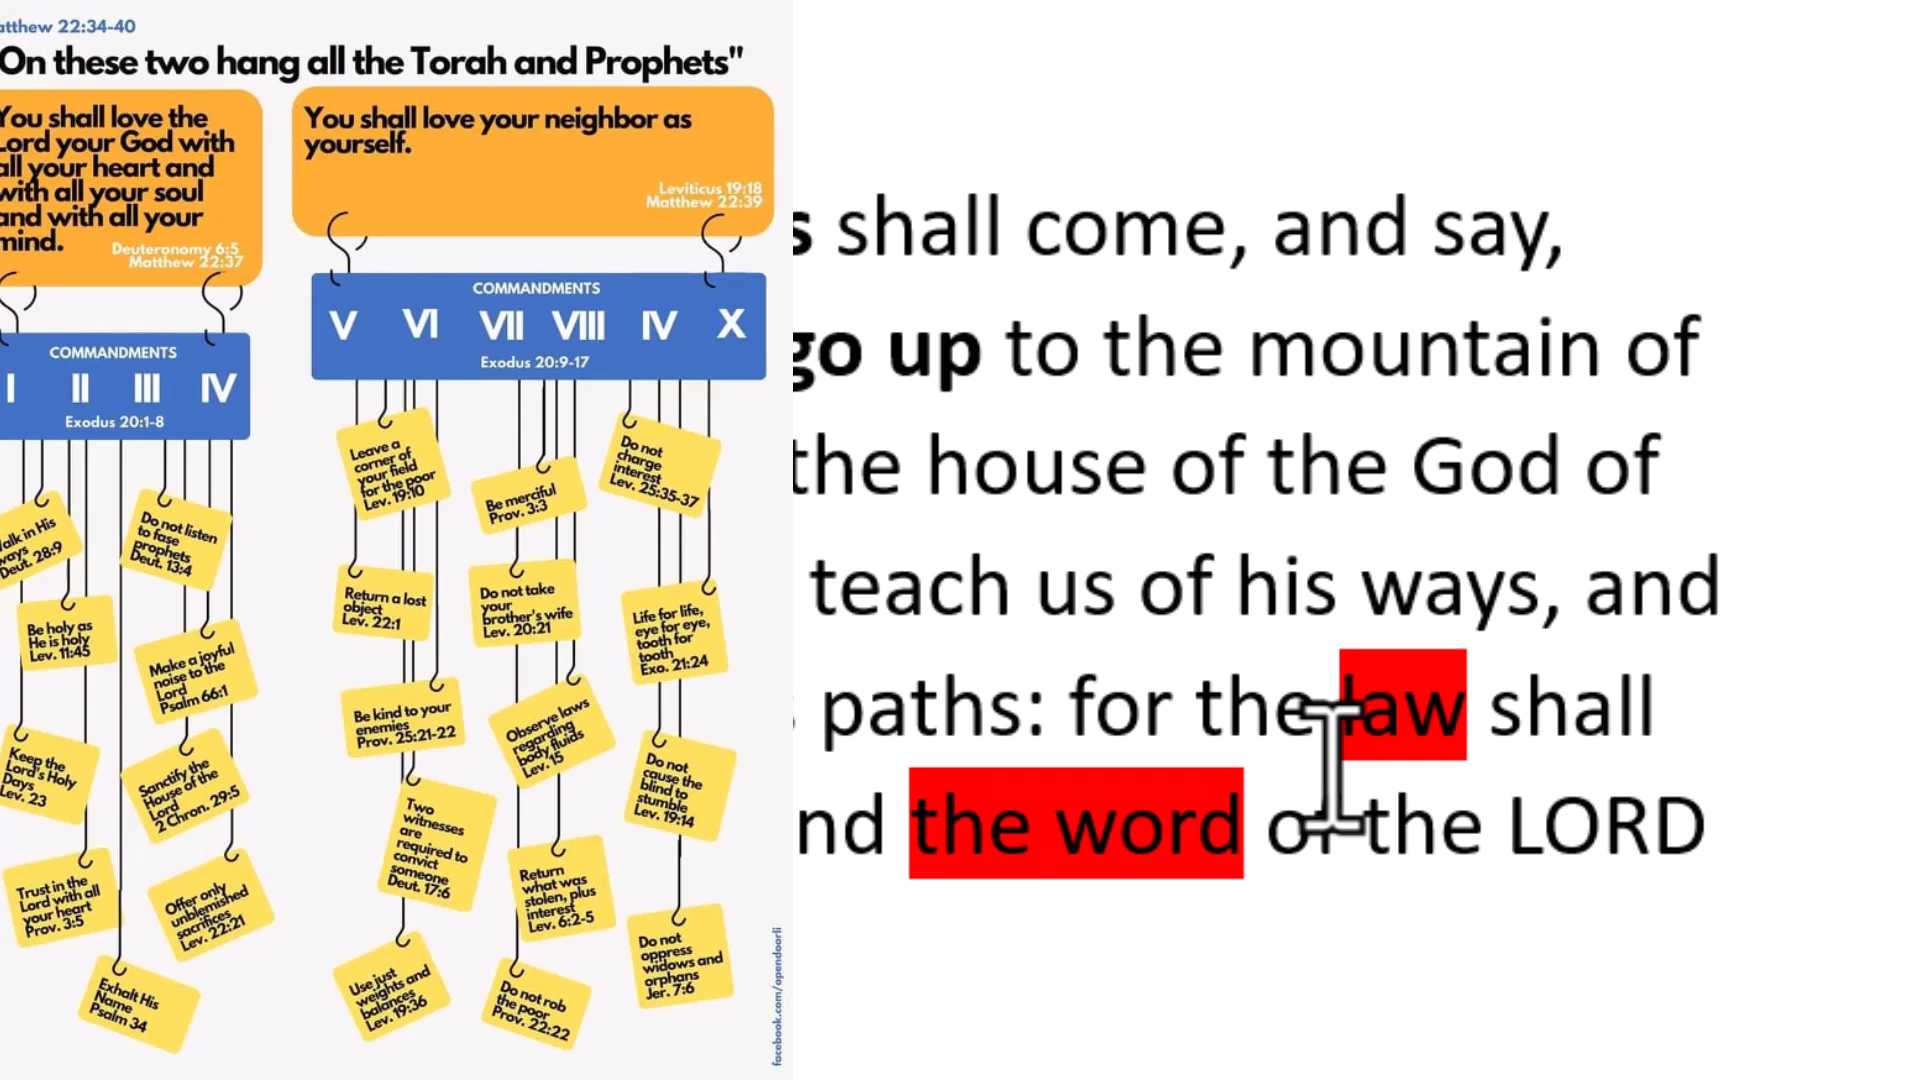 atthew 22:34-40
On these two hang all the Torah and Prophets"
You shall love the
Lord your God with
all your heart and
with all your soul
and with all your
mind.
Deuteronomy 6:5
Matthew 22:37
COMMANDMENTS
I II III IV
Exodus 20:1-8
alk in His
ways
Deut. 28:9
Do not listen
to fase
prophets
Deut. 13:4
Be holy as
He is holy
Lev. 11:45
Make a joyful
noise to the
Lord
Psalm 66:1
Keep the
Lord's Holy
Days
Lev. 23
Sanctify the
House of the
Lord
2 Chron. 29:5
Trust in the
Lord with all
your heart
Prov. 3:5
Offer only
unblemished
sacrifices
Lev. 22:21
Exhalt His
Name
Psalm 34
You shall love your neighbor as
yourself.
Leviticus 19:18
Matthew 22:39
COMMANDMENTS
V VI VII VIII IV X
Exodus 20:9-17
Leave a
corner of
your field
for the poor
Lev. 19:10
Be merciful
Prov. 3:3
Do not
charge
interest
Lev. 25:35-37
Return a lost
object
Lev. 22:1
Do not take
your
brother's wife
Lev. 20:21
Life for life,
eye for eye,
tooth for
tooth
Exo. 21:24
Be kind to your
enemies
Prov. 25:21-22
Observe laws
regarding
body fluids
Lev. 15
Do not
cause the
blind to
stumble
Lev. 19:14
Two
witnesses
are
required to
convict
someone
Deut. 17:6
Return
what was
stolen, plus
interest
Lev. 6:2-5
Do not
oppress
widows and
orphans
Jer. 7:6
Use just
weights and
balances
Lev. 19:36
Do not rob
the poor
Prov. 22:22
facebook.com/opendoorli
s shall come, and say,
go up to the mountain of
the house of the God of
teach us of his ways, and
s paths: for the law shall
nd the word of the LORD